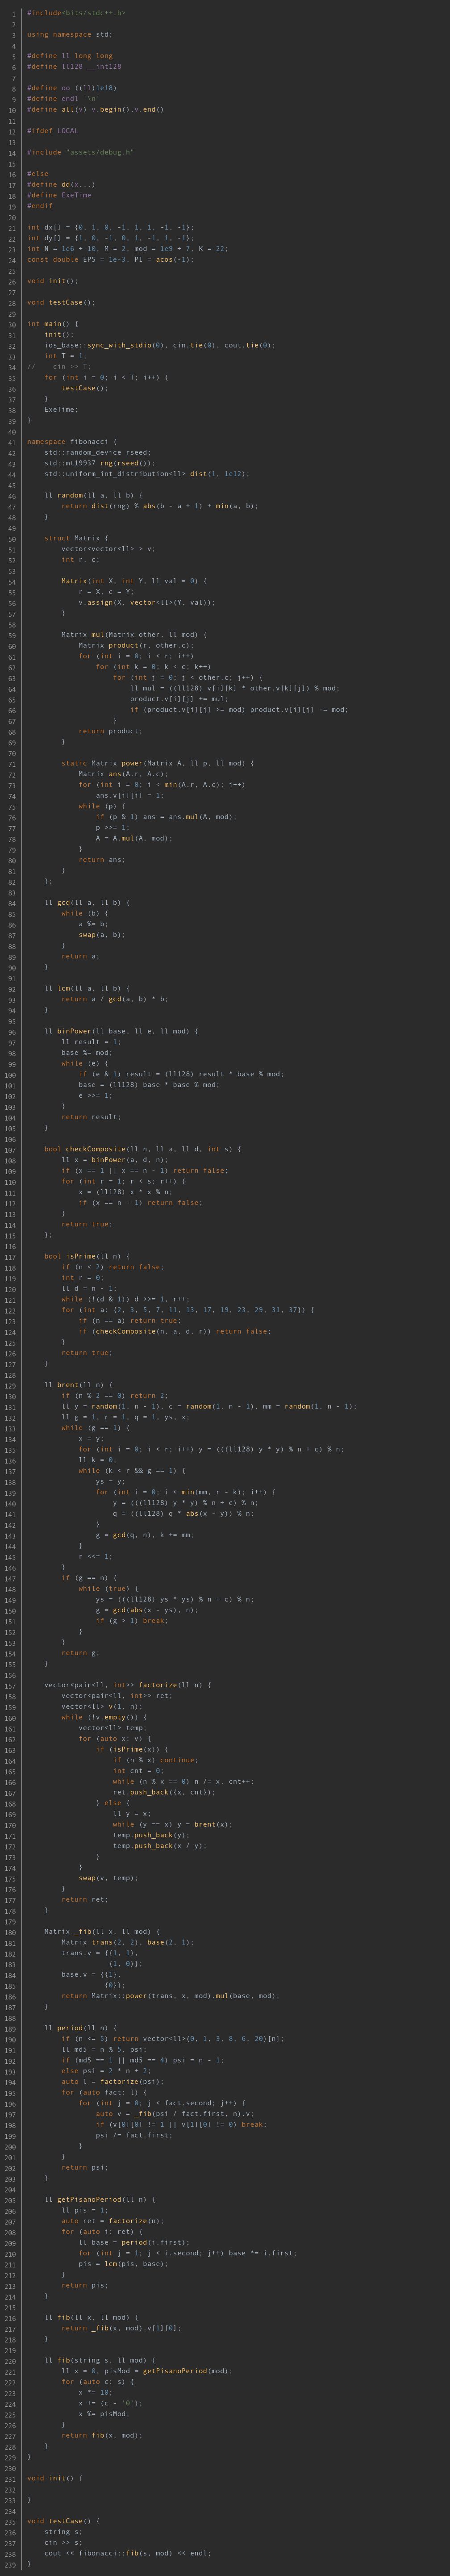 1 #include<bits/stdc++.h>
2
3 using namespace std;
4
5 #define ll long long
6 #define ll128 __int128
7
8 #define oo ((ll)1e18)
9 #define endl '\n'
10 #define all(v) v.begin(),v.end()
11
12 #ifdef LOCAL
13
14 #include "assets/debug.h"
15
16 #else
17 #define dd(x...)
18 #define ExeTime
19 #endif
20
21 int dx[] = {0, 1, 0, -1, 1, 1, -1, -1};
22 int dy[] = {1, 0, -1, 0, 1, -1, 1, -1};
23 int N = 1e6 + 10, M = 2, mod = 1e9 + 7, K = 22;
24 const double EPS = 1e-3, PI = acos(-1);
25
26 void init();
27
28 void testCase();
29
30 int main() {
31     init();
32     ios_base::sync_with_stdio(0), cin.tie(0), cout.tie(0);
33     int T = 1;
34 //    cin >> T;
35     for (int i = 0; i < T; i++) {
36         testCase();
37     }
38     ExeTime;
39 }
40
41 namespace fibonacci {
42     std::random_device rseed;
43     std::mt19937 rng(rseed());
44     std::uniform_int_distribution<ll> dist(1, 1e12);
45
46     ll random(ll a, ll b) {
47         return dist(rng) % abs(b - a + 1) + min(a, b);
48     }
49
50     struct Matrix {
51         vector<vector<ll> > v;
52         int r, c;
53
54         Matrix(int X, int Y, ll val = 0) {
55             r = X, c = Y;
56             v.assign(X, vector<ll>(Y, val));
57         }
58
59         Matrix mul(Matrix other, ll mod) {
60             Matrix product(r, other.c);
61             for (int i = 0; i < r; i++)
62                 for (int k = 0; k < c; k++)
63                     for (int j = 0; j < other.c; j++) {
64                         ll mul = ((ll128) v[i][k] * other.v[k][j]) % mod;
65                         product.v[i][j] += mul;
66                         if (product.v[i][j] >= mod) product.v[i][j] -= mod;
67                     }
68             return product;
69         }
70
71         static Matrix power(Matrix A, ll p, ll mod) {
72             Matrix ans(A.r, A.c);
73             for (int i = 0; i < min(A.r, A.c); i++)
74                 ans.v[i][i] = 1;
75             while (p) {
76                 if (p & 1) ans = ans.mul(A, mod);
77                 p >>= 1;
78                 A = A.mul(A, mod);
79             }
80             return ans;
81         }
82     };
83
84     ll gcd(ll a, ll b) {
85         while (b) {
86             a %= b;
87             swap(a, b);
88         }
89         return a;
90     }
91
92     ll lcm(ll a, ll b) {
93         return a / gcd(a, b) * b;
94     }
95
96     ll binPower(ll base, ll e, ll mod) {
97         ll result = 1;
98         base %= mod;
99         while (e) {
100             if (e & 1) result = (ll128) result * base % mod;
101             base = (ll128) base * base % mod;
102             e >>= 1;
103         }
104         return result;
105     }
106
107     bool checkComposite(ll n, ll a, ll d, int s) {
108         ll x = binPower(a, d, n);
109         if (x == 1 || x == n - 1) return false;
110         for (int r = 1; r < s; r++) {
111             x = (ll128) x * x % n;
112             if (x == n - 1) return false;
113         }
114         return true;
115     };
116
117     bool isPrime(ll n) {
118         if (n < 2) return false;
119         int r = 0;
120         ll d = n - 1;
121         while (!(d & 1)) d >>= 1, r++;
122         for (int a: {2, 3, 5, 7, 11, 13, 17, 19, 23, 29, 31, 37}) {
123             if (n == a) return true;
124             if (checkComposite(n, a, d, r)) return false;
125         }
126         return true;
127     }
128
129     ll brent(ll n) {
130         if (n % 2 == 0) return 2;
131         ll y = random(1, n - 1), c = random(1, n - 1), mm = random(1, n - 1);
132         ll g = 1, r = 1, q = 1, ys, x;
133         while (g == 1) {
134             x = y;
135             for (int i = 0; i < r; i++) y = (((ll128) y * y) % n + c) % n;
136             ll k = 0;
137             while (k < r && g == 1) {
138                 ys = y;
139                 for (int i = 0; i < min(mm, r - k); i++) {
140                     y = (((ll128) y * y) % n + c) % n;
141                     q = ((ll128) q * abs(x - y)) % n;
142                 }
143                 g = gcd(q, n), k += mm;
144             }
145             r <<= 1;
146         }
147         if (g == n) {
148             while (true) {
149                 ys = (((ll128) ys * ys) % n + c) % n;
150                 g = gcd(abs(x - ys), n);
151                 if (g > 1) break;
152             }
153         }
154         return g;
155     }
156
157     vector<pair<ll, int>> factorize(ll n) {
158         vector<pair<ll, int>> ret;
159         vector<ll> v(1, n);
160         while (!v.empty()) {
161             vector<ll> temp;
162             for (auto x: v) {
163                 if (isPrime(x)) {
164                     if (n % x) continue;
165                     int cnt = 0;
166                     while (n % x == 0) n /= x, cnt++;
167                     ret.push_back({x, cnt});
168                 } else {
169                     ll y = x;
170                     while (y == x) y = brent(x);
171                     temp.push_back(y);
172                     temp.push_back(x / y);
173                 }
174             }
175             swap(v, temp);
176         }
177         return ret;
178     }
179
180     Matrix _fib(ll x, ll mod) {
181         Matrix trans(2, 2), base(2, 1);
182         trans.v = {{1, 1},
183                    {1, 0}};
184         base.v = {{1},
185                   {0}};
186         return Matrix::power(trans, x, mod).mul(base, mod);
187     }
188
189     ll period(ll n) {
190         if (n <= 5) return vector<ll>{0, 1, 3, 8, 6, 20}[n];
191         ll md5 = n % 5, psi;
192         if (md5 == 1 || md5 == 4) psi = n - 1;
193         else psi = 2 * n + 2;
194         auto l = factorize(psi);
195         for (auto fact: l) {
196             for (int j = 0; j < fact.second; j++) {
197                 auto v = _fib(psi / fact.first, n).v;
198                 if (v[0][0] != 1 || v[1][0] != 0) break;
199                 psi /= fact.first;
200             }
201         }
202         return psi;
203     }
204
205     ll getPisanoPeriod(ll n) {
206         ll pis = 1;
207         auto ret = factorize(n);
208         for (auto i: ret) {
209             ll base = period(i.first);
210             for (int j = 1; j < i.second; j++) base *= i.first;
211             pis = lcm(pis, base);
212         }
213         return pis;
214     }
215
216     ll fib(ll x, ll mod) {
217         return _fib(x, mod).v[1][0];
218     }
219
220     ll fib(string s, ll mod) {
221         ll x = 0, pisMod = getPisanoPeriod(mod);
222         for (auto c: s) {
223             x *= 10;
224             x += (c - '0');
225             x %= pisMod;
226         }
227         return fib(x, mod);
228     }
229 }
230
231 void init() {
232
233 }
234
235 void testCase() {
236     string s;
237     cin >> s;
238     cout << fibonacci::fib(s, mod) << endl;
239 }